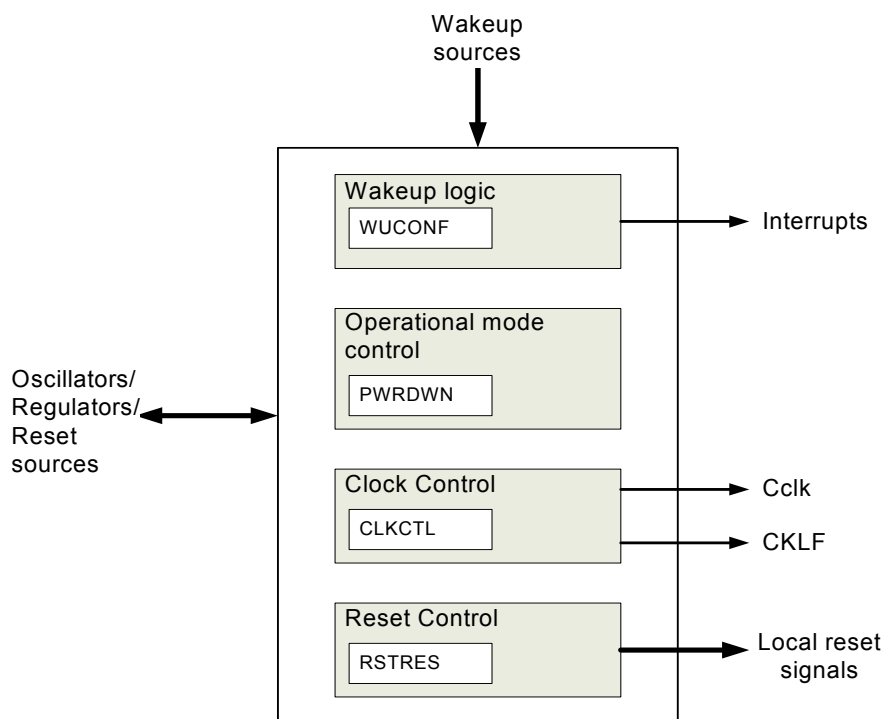 Wakeup
sources
Wakeup logic
WUCONF
Interrupts
Operational mode
control
PWRDWN
Oscillators/
Regulators/
Reset
sources
Clock Control
CLKCTL
Cclk
CKLF
Reset Control
RSTRES
Local reset
signals